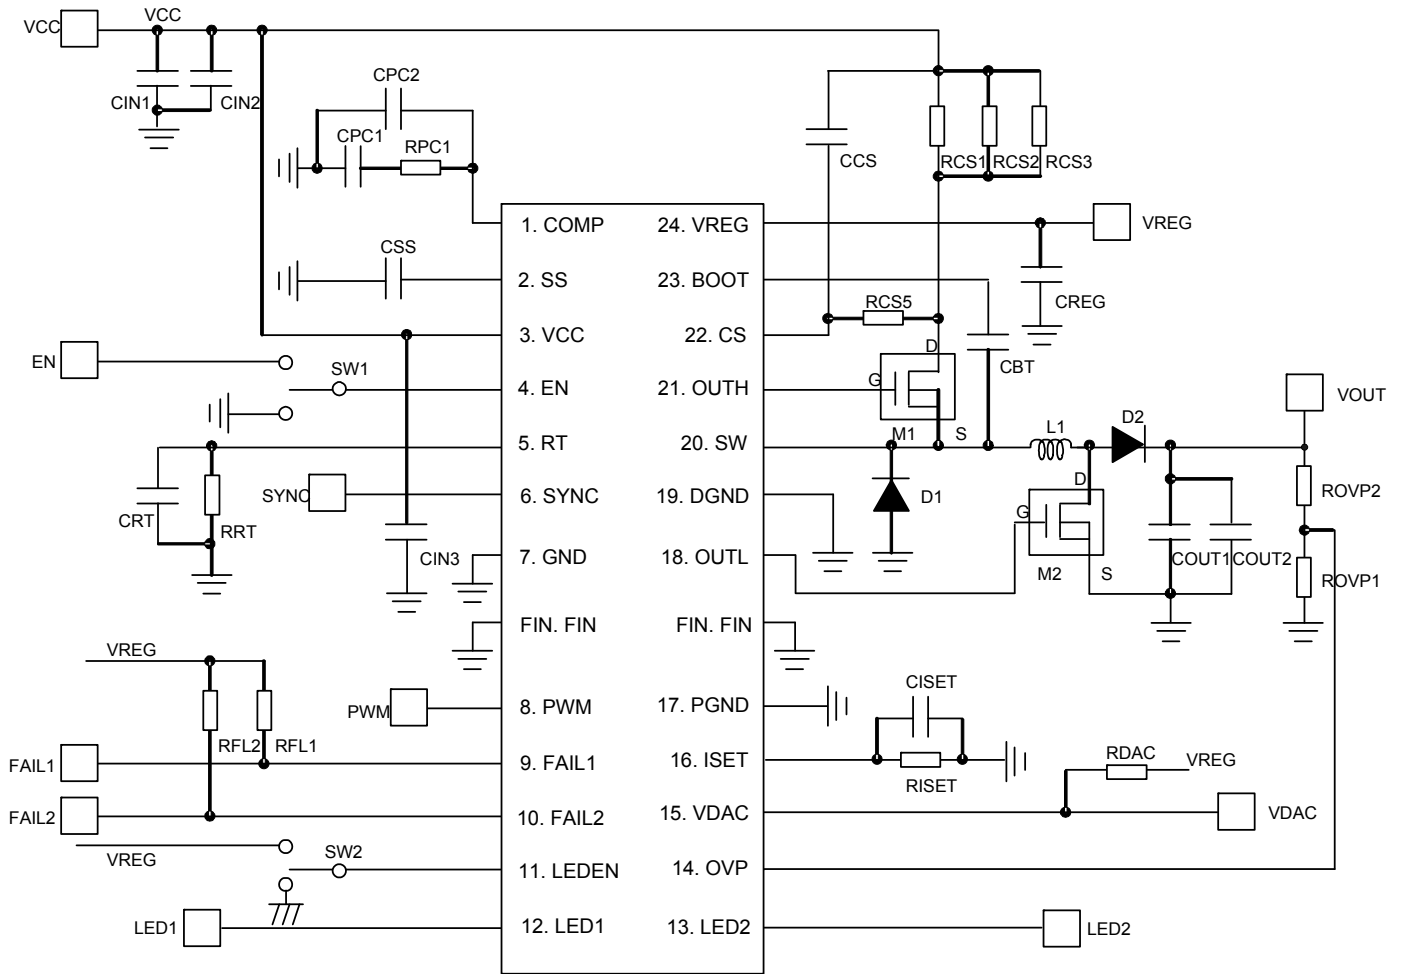 VCC
VCC
CIN1
CIN2
CPC2
CPC1
RPC1
CCS
RCS1
RCS2
RCS3
1. COMP
24. VREG
VREG
CSS
2. SS
23. BOOT
CREG
RCS5
3. VCC
22. CS
EN
SW1
4. EN
21. OUTH
D
G
M1
S
CBT
VOUT
5. RT
20. SW
L1
D2
SYNC
6. SYNC
19. DGND
D1
D
G
M2
S
CRT
RRT
CIN3
7. GND
18. OUTL
COUT1
COUT2
ROVP2
ROVP1
FIN. FIN
FIN. FIN
VREG
RFL2
RFL1
PWM
8. PWM
17. PGND
CISET
FAIL1
9. FAIL1
16. ISET
RISET
RDAC
VREG
FAIL2
10. FAIL2
15. VDAC
VDAC
VREG
SW2
11. LEDEN
14. OVP
LED1
12. LED1
13. LED2
LED2